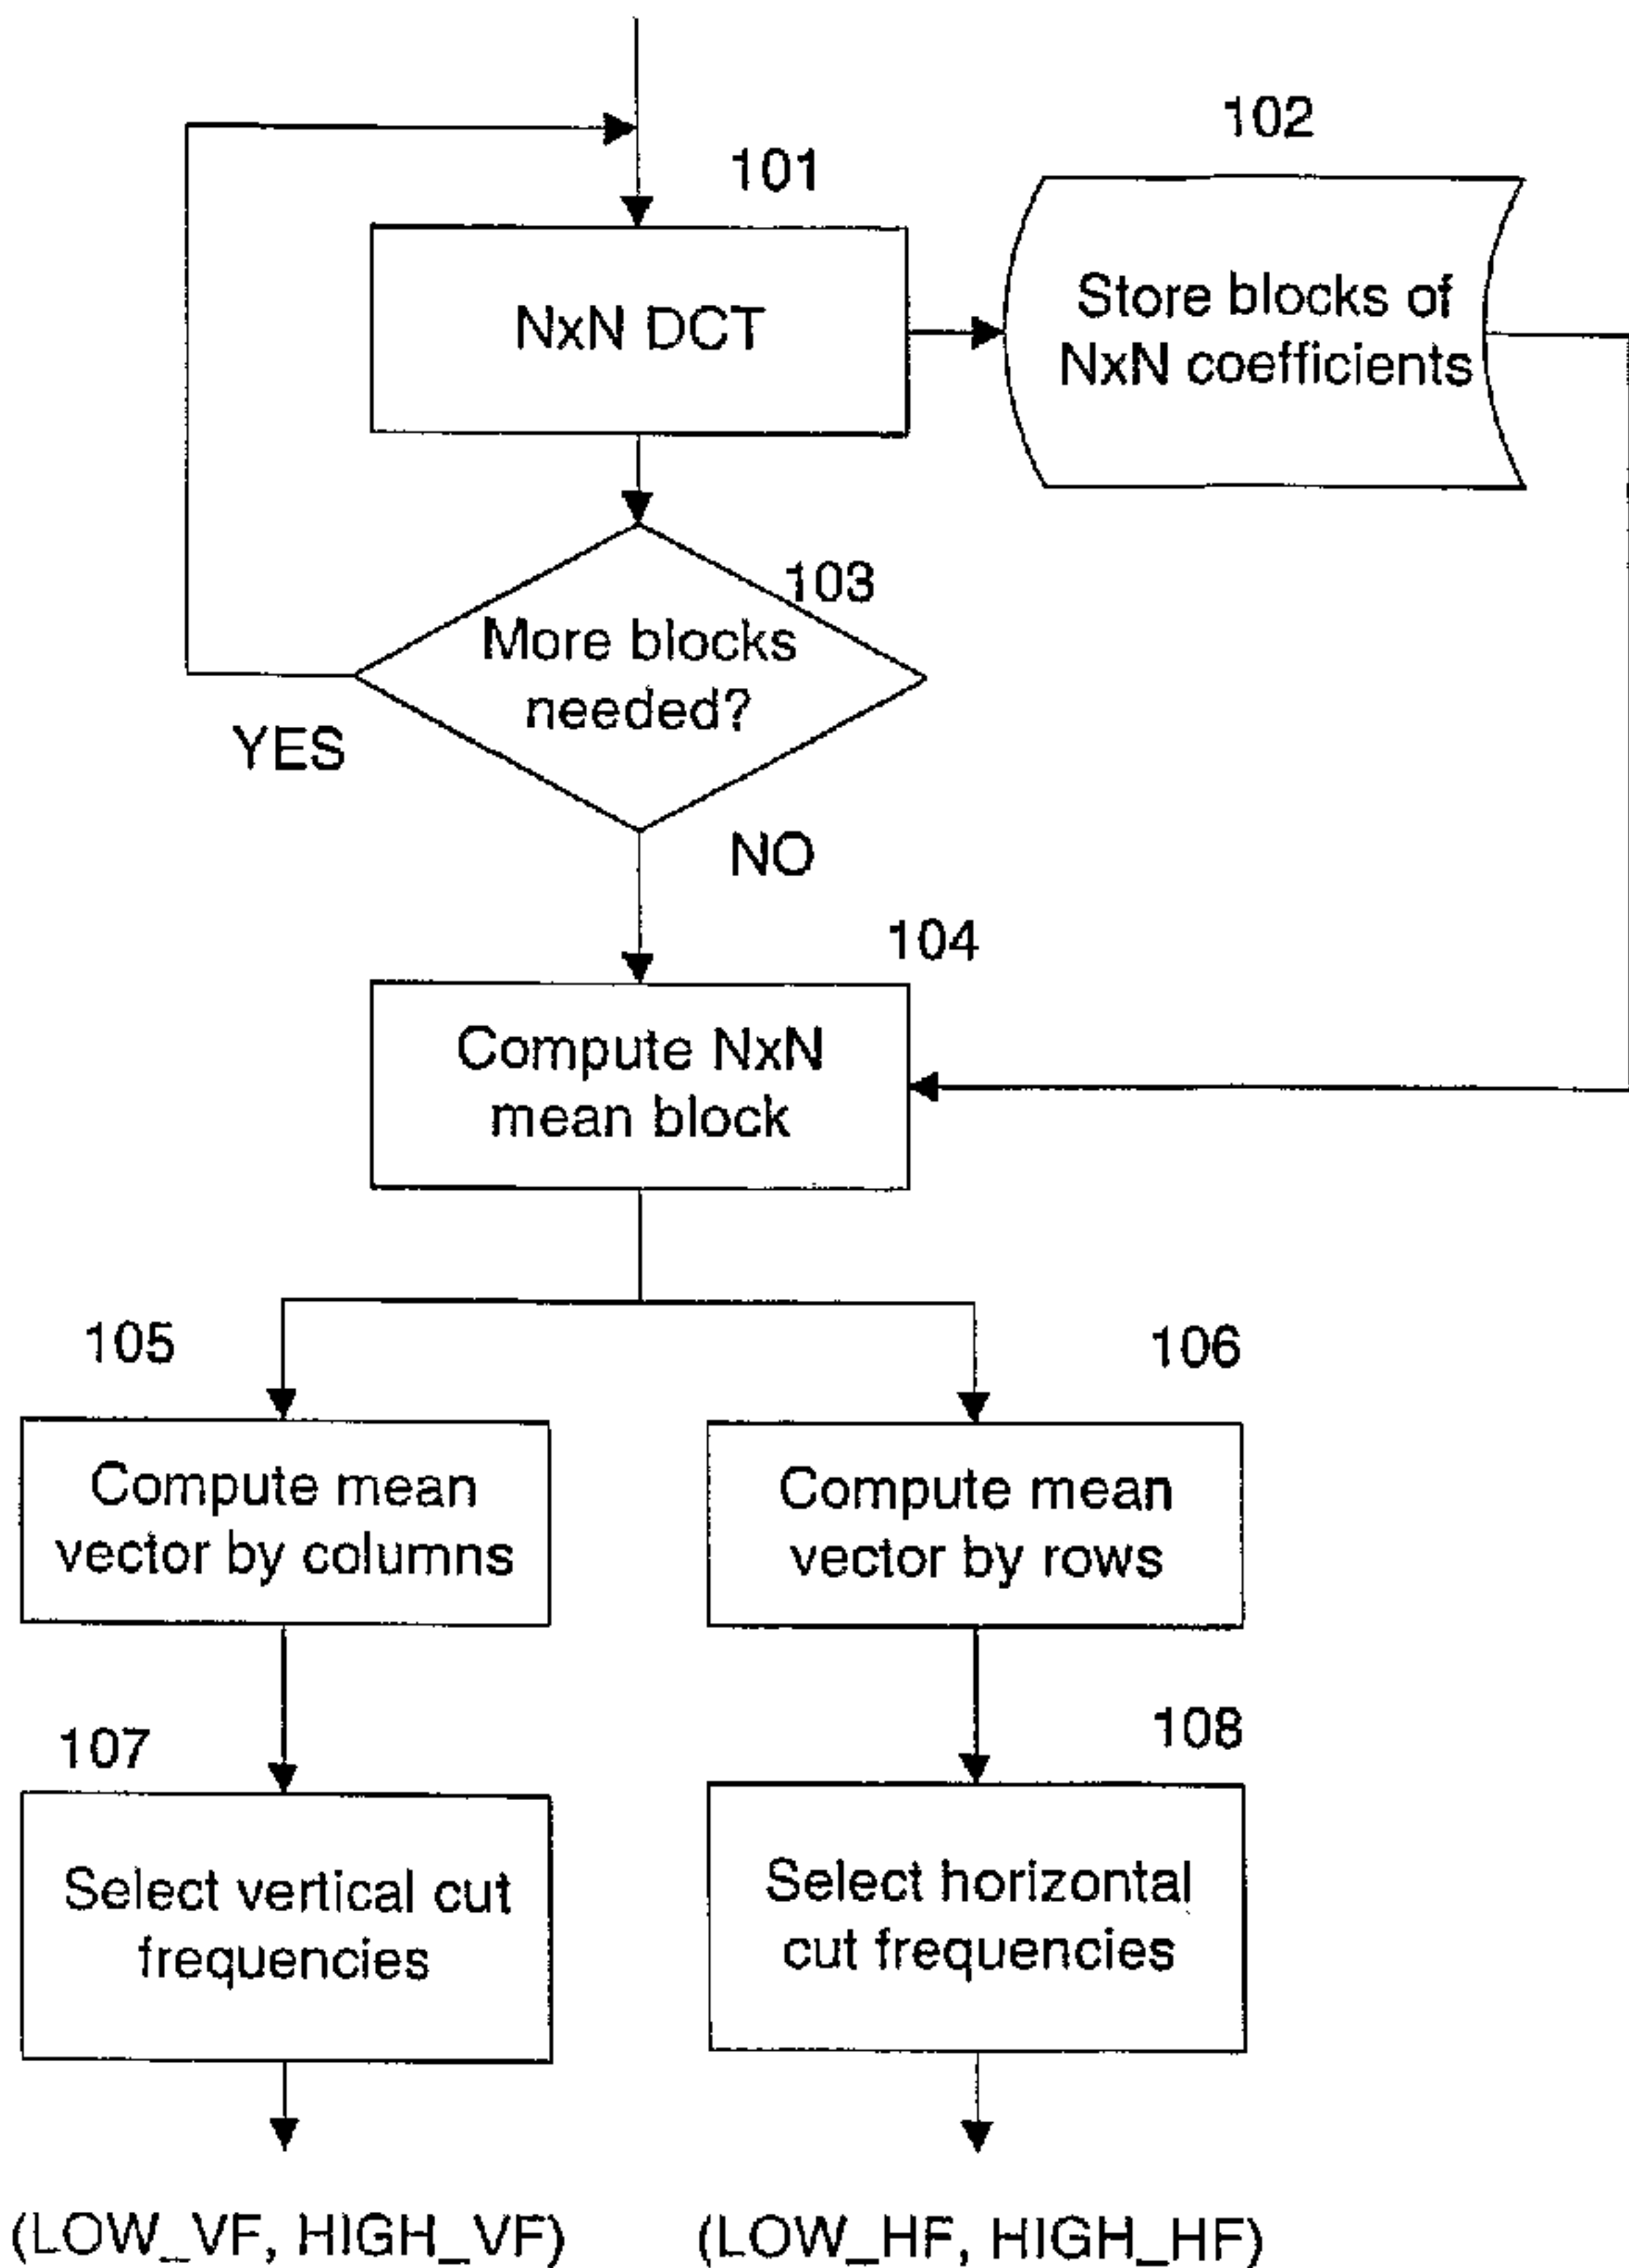 102
101
NxN DCT
Store blocks of
NxN coefficients
103
More blocks
needed?
YES
NO
104
Compute NxN
mean block
105
106
Compute mean
vector by columns
Compute mean
vector by rows
107
108
Select vertical cut
frequencies
Select horizontal
cut frequencies
(LOW_VF, HIGH_VF)
(LOW_HF, HIGH_HF)